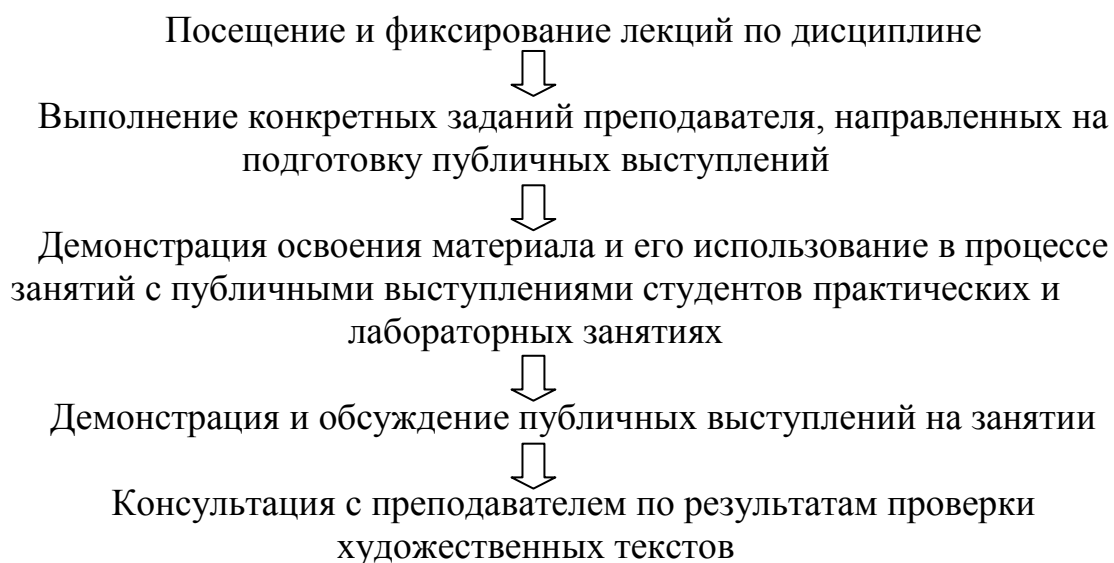 Посещение и фиксирование лекций по дисциплине
Выполнение конкретных заданий преподавателя, направленных на
подготовку публичных выступлений
Демонстрация освоения материала и его использование в процессе
занятий с публичными выступлениями студентов практических и
лабораторных занятиях
Демонстрация и обсуждение публичных выступлений на занятии
Консультация с преподавателем по результатам проверки
художественных текстов